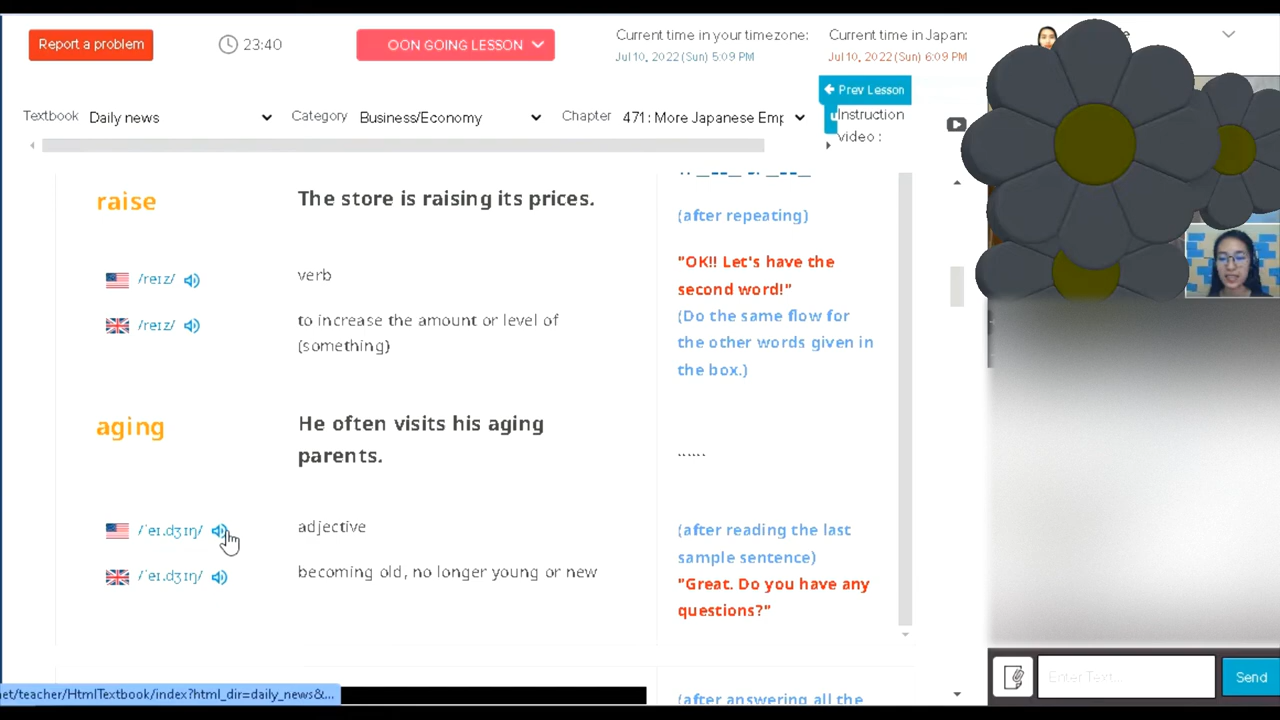 Report a problem
23:40
OON GOING LESSON
Current time in your timezone:
Jul 10, 2022 (Sun) 5:09 PM
Current time in Japan:
Jul 10, 2022 (Sun) 6:09 PM
Prev Lesson
Textbook Daily news
Category Business/Economy
Chapter 471: More Japanese Emp
Instruction
video :
raise
The store is raising its prices.
/reɪz/
verb
/reɪz/
to increase the amount or level of
(something)
aging
He often visits his aging
parents.
/ˈeɪ.dʒɪŋ/
adjective
/ˈeɪ.dʒɪŋ/
becoming old, no longer young or new
(after repeating)
"OK!! Let's have the
second word!"
(Do the same flow for
the other words given in
the box.)
(after reading the last
sample sentence)
"Great. Do you have any
questions?"
(after answering all the
net/teacher/HtmlTextbook/index?html_dir=daily_news&...
Enter Text...
Send